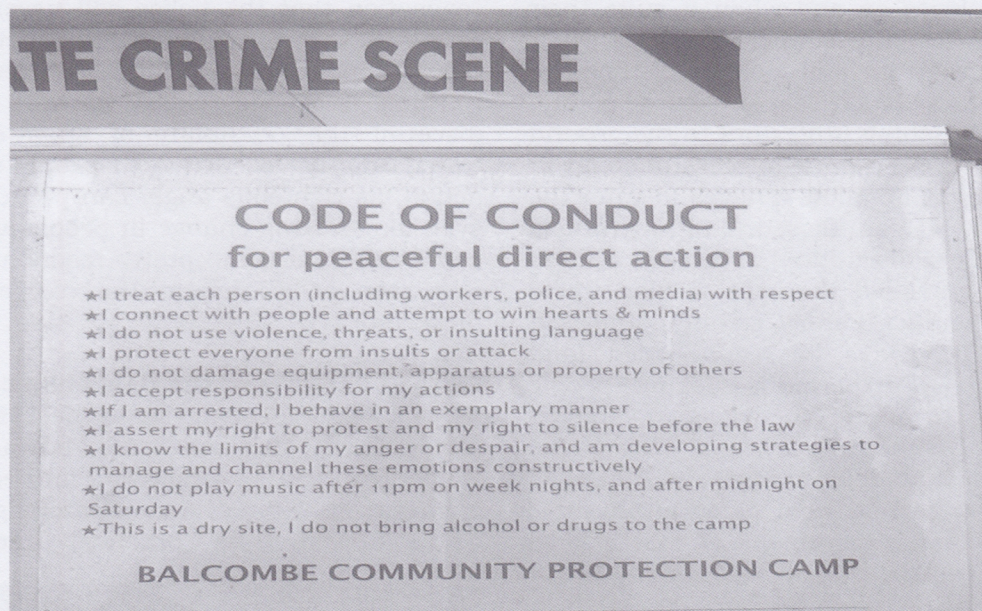 ATE CRIME SCENE
CODE OF CONDUCT
for peaceful direct action
★I treat each person (including workers, police, and media) with respect
★I connect with people and attempt to win hearts & minds
★I do not use violence, threats, or insulting language
★I protect everyone from insults or attack
★I do not damage equipment, apparatus or property of others
★I accept responsibility for my actions
★If I am arrested, I behave in an exemplary manner
★I assert my right to protest and my right to silence before the law
★I know the limits of my anger or despair, and am developing strategies to
manage and channel these emotions constructively
★I do not play music after 11pm on week nights, and after midnight on
Saturday
★This is a dry site, I do not bring alcohol or drugs to the camp
BALCOMBE COMMUNITY PROTECTION CAMP